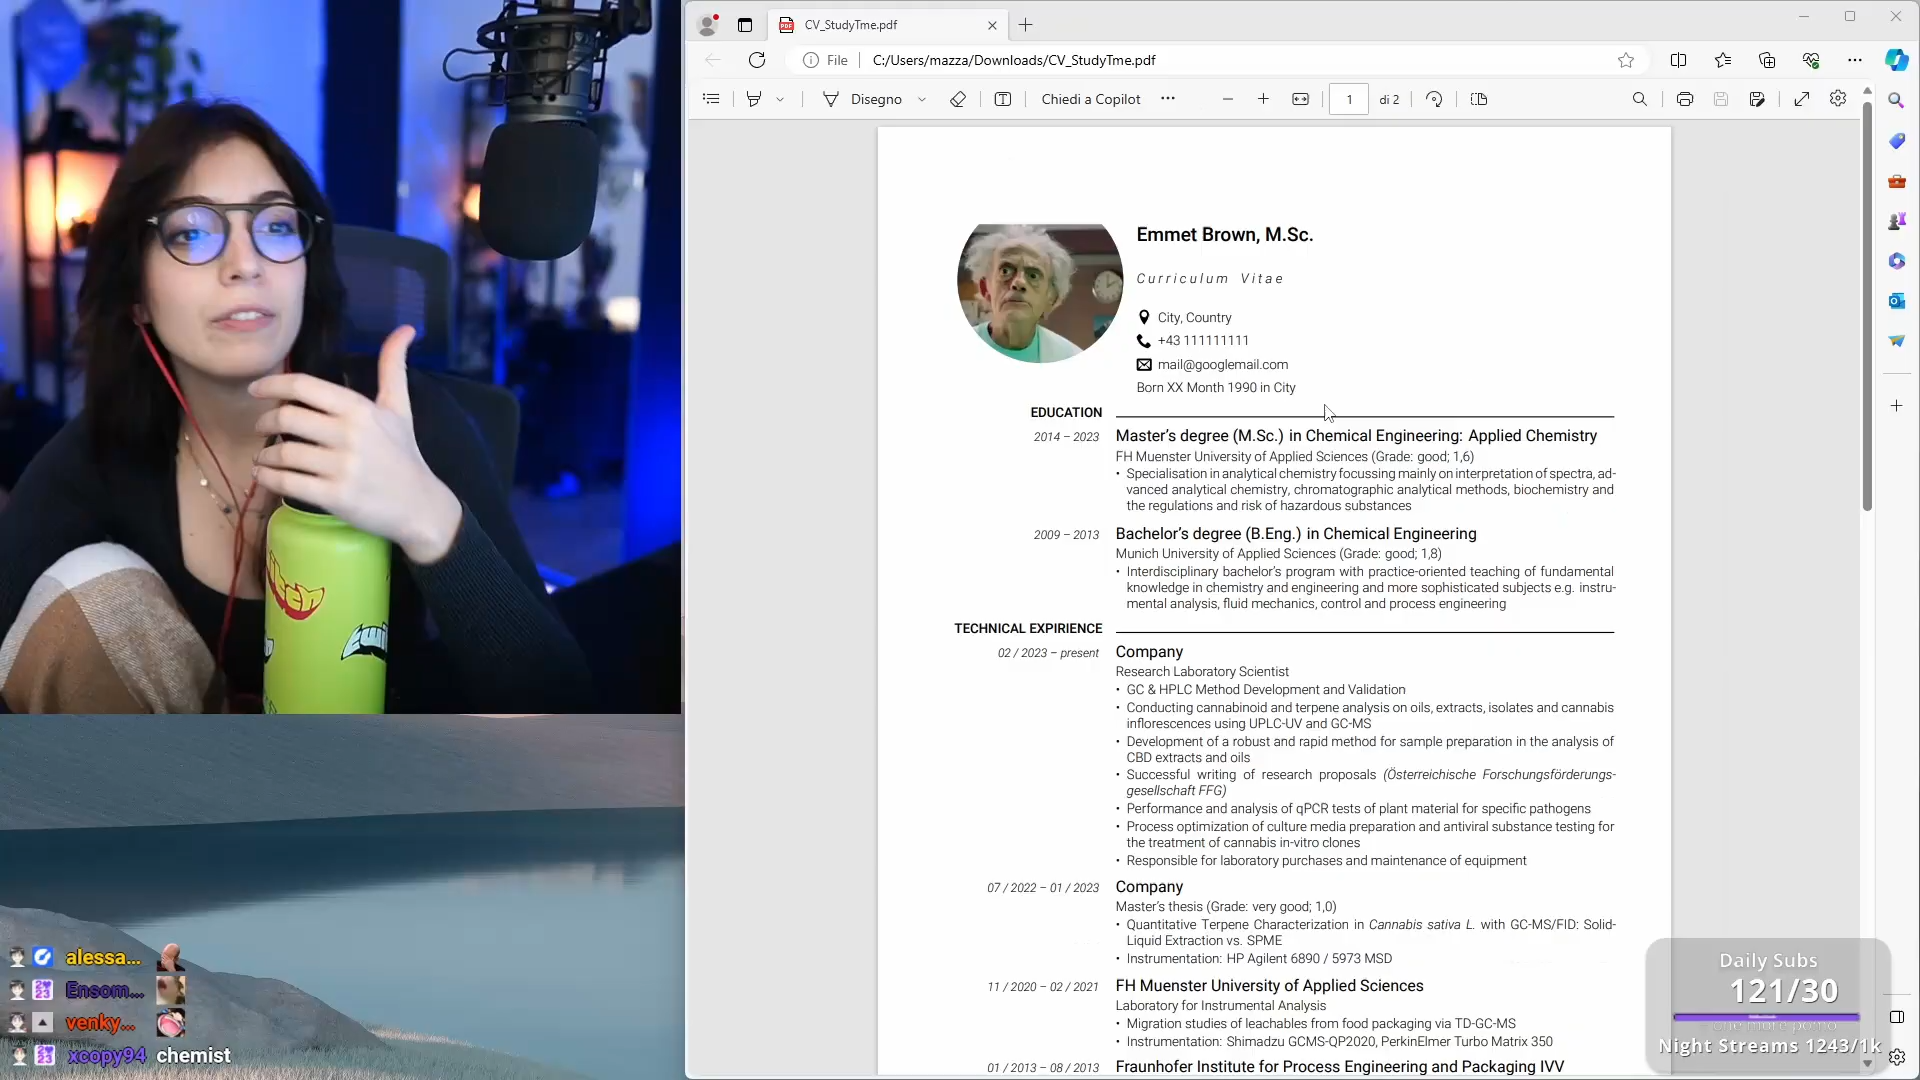 CV_StudyTme.pdf
File
C:/Users/mazza/Downloads/CV_StudyTme.pdf
Disegno
Chiedi a Copilot
1 di 2
Emmet Brown, M.Sc.
Curriculum Vitae
City, Country
+43 111111111
mail@googlemail.com
Born XX Month 1990 in City
EDUCATION
2014 – 2023 Master's degree (M.Sc.) in Chemical Engineering: Applied Chemistry
FH Muenster University of Applied Sciences (Grade: good; 1,6)
• Specialisation in analytical chemistry focussing mainly on interpretation of spectra, ad-
vanced analytical chemistry, chromatographic analytical methods, biochemistry and
the regulations and risk of hazardous substances
2009 – 2013 Bachelor's degree (B.Eng.) in Chemical Engineering
Munich University of Applied Sciences (Grade: good; 1,8)
• Interdisciplinary bachelor's program with practice-oriented teaching of fundamental
knowledge in chemistry and engineering and more sophisticated subjects e.g. instru-
mental analysis, fluid mechanics, control and process engineering
TECHNICAL EXPIRIENCE
02 / 2023 – present Company
Research Laboratory Scientist
• GC & HPLC Method Development and Validation
• Conducting cannabinoid and terpene analysis on oils, extracts, isolates and cannabis
inflorescences using UPLC-UV and GC-MS
• Development of a robust and rapid method for sample preparation in the analysis of
CBD extracts and oils
• Successful writing of research proposals (Österreichische Forschungsförderungs-
gesellschaft FFG)
• Performance and analysis of qPCR tests of plant material for specific pathogens
• Process optimization of culture media preparation and antiviral substance testing for
the treatment of cannabis in-vitro clones
• Responsible for laboratory purchases and maintenance of equipment
07 / 2022 – 01 / 2023 Company
Master's thesis (Grade: very good; 1,0)
• Quantitative Terpene Characterization in Cannabis sativa L. with GC-MS/FID: Solid-
Liquid Extraction vs. SPME
• Instrumentation: HP Agilent 6890 / 5973 MSD
11 / 2020 – 02 / 2021 FH Muenster University of Applied Sciences
Laboratory for Instrumental Analysis
• Migration studies of leachables from food packaging via TD-GC-MS
• Instrumentation: Shimadzu GCMS-QP2020, PerkinElmer Turbo Matrix 350
01 / 2013 – 08 / 2013 Fraunhofer Institute for Process Engineering and Packaging IVV
alessa...
Ensom...
venky...
xcopy94 chemist
Daily Subs
121/30
Night Streams 1243/1k